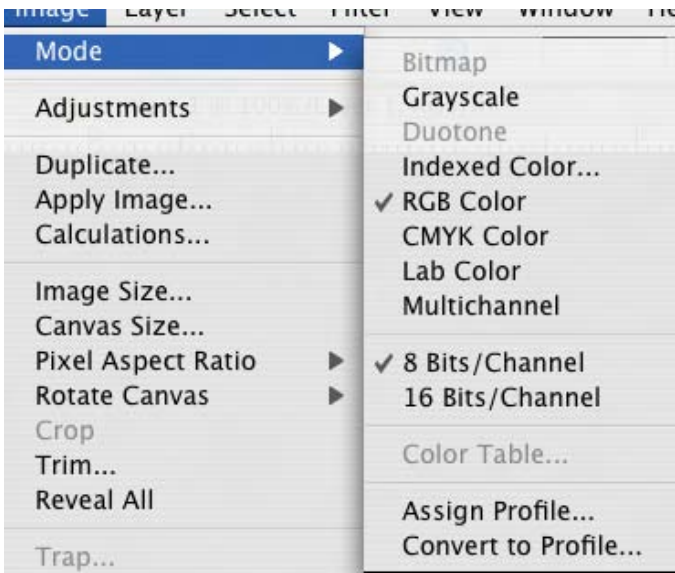 Image Layer Select Filter View Window
Mode
Adjustments
Duplicate...
Apply Image...
Calculations...
Image Size...
Canvas Size...
Pixel Aspect Ratio
Rotate Canvas
Crop
Trim...
Reveal All
Trap...
Bitmap
Grayscale
Duotone
Indexed Color...
✓ RGB Color
CMYK Color
Lab Color
Multichannel
✓ 8 Bits/Channel
16 Bits/Channel
Color Table...
Assign Profile...
Convert to Profile...